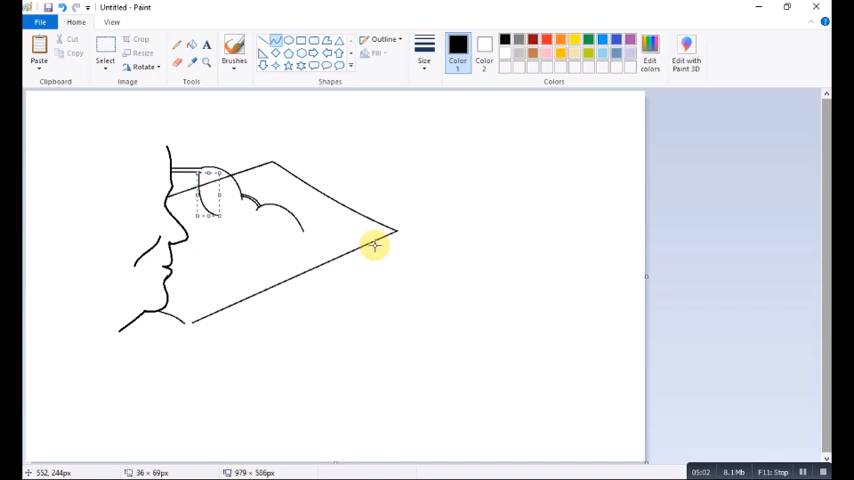 Untitled - Paint
File
Home
View
Paste
Cut
Copy
Clipboard
Select
Crop
Resize
Rotate
Image
A
Tools
Brushes
Outline
Fill
Shapes
Size
Color 1
Color 2
Edit colors
Colors
Edit with Paint 3D
552, 244px
36 × 69px
979 × 586px
05:02
8.1 Mb
F11: Stop